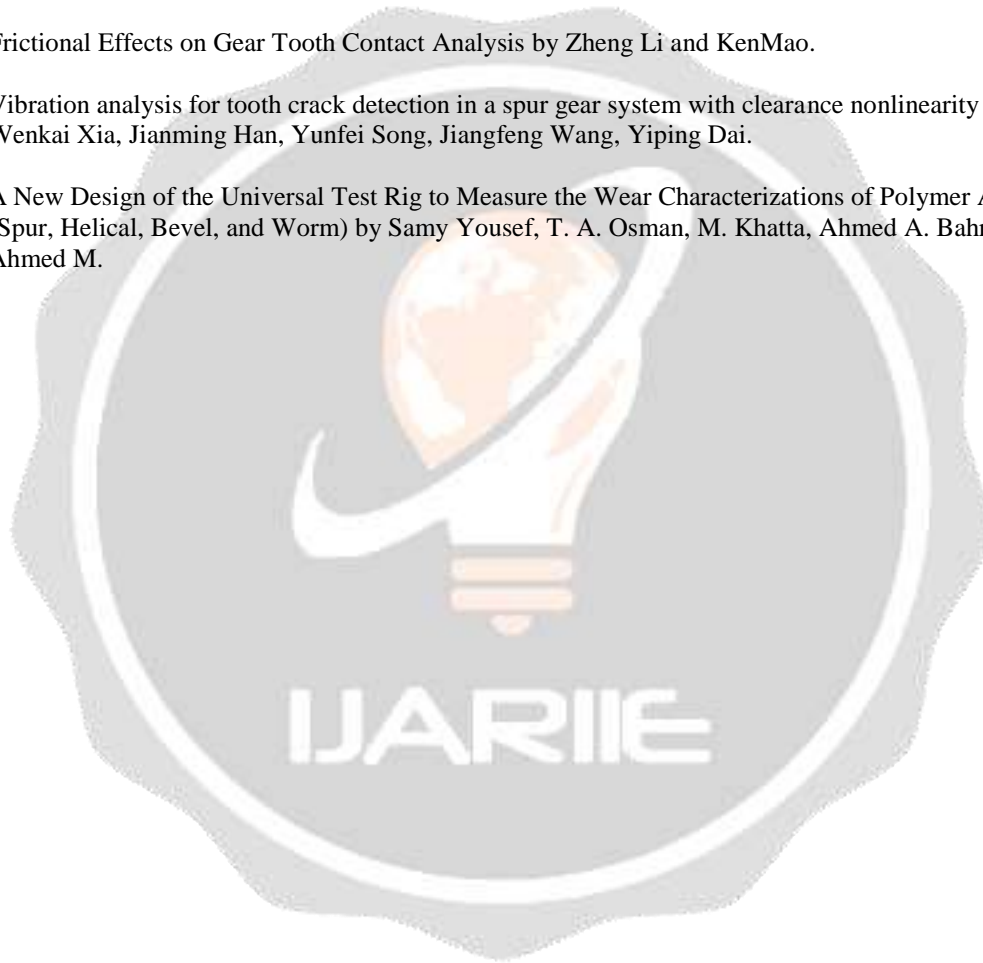 Frictional Effects on Gear Tooth Contact Analysis by Zheng Li and KenMao.
Vibration analysis for tooth crack detection in a spur gear system with clearance nonlinearity
Wenkai Xia, Jianming Han, Yunfei Song, Jiangfeng Wang, Yiping Dai.
A New Design of the Universal Test Rig to Measure the Wear Characterizations of Polymer
Spur, Helical, Bevel, and Worm) by Samy Yousef, T. A. Osman, M. Khatta, Ahmed A.
Ahmed M.
IJARIIE